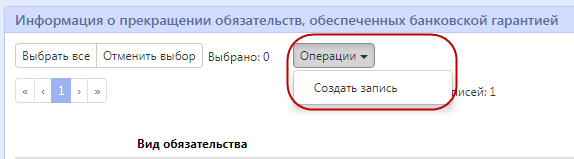 Информация о прекращении обязательств, обеспеченных банковской гарантией
Выбрать все Отменить выбор Выбрано: 0 Операции
Создать запись
« ‹ 1 › » писей: 1
Вид обязательства